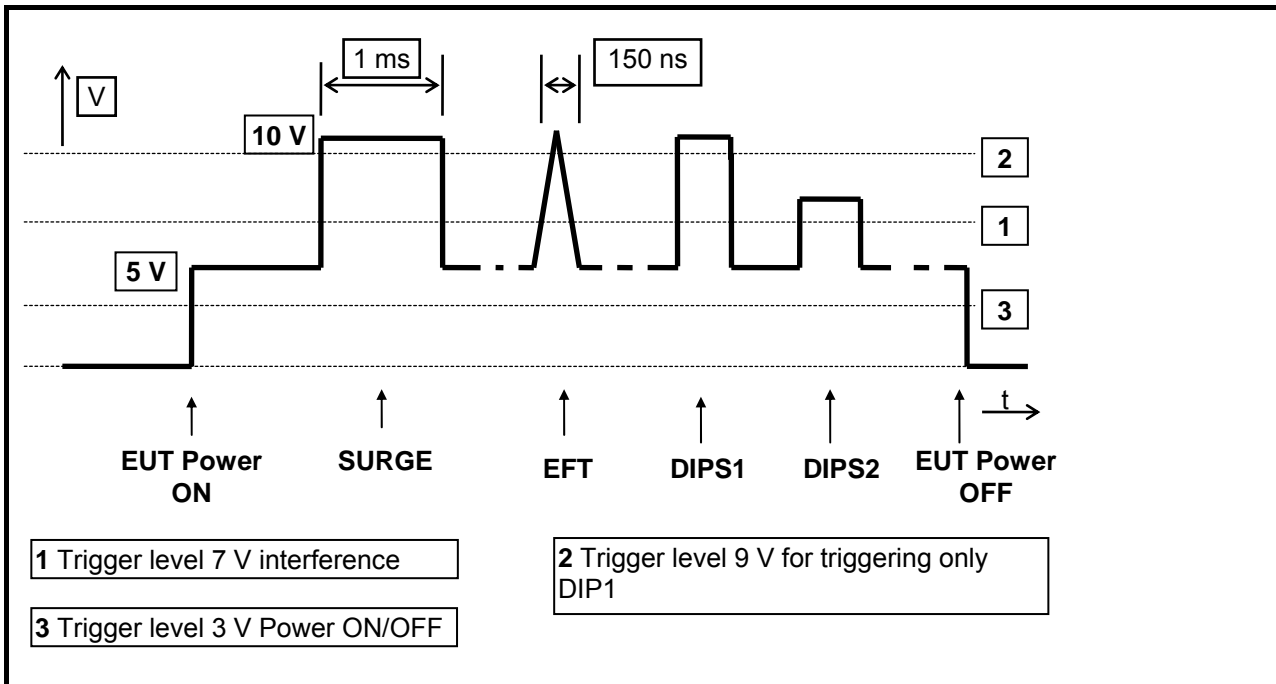 1 ms
150 ns
V
10 V
2
1
5 V
3
t
EUT Power
ON
SURGE
EFT
DIPS1
DIPS2
EUT Power
OFF
1 Trigger level 7 V interference
2 Trigger level 9 V for triggering only
DIP1
3 Trigger level 3 V Power ON/OFF